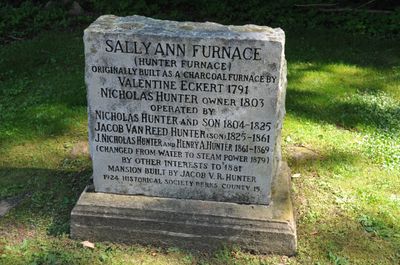 SALLY ANN FURNACE
(HUNTER FURNACE)
ORIGINALLY BUILT AS A CHARCOAL FURNACE BY
VALENTINE ECKERT 1791
NICHOLAS HUNTER OWNER 1803
OPERATED BY
NICHOLAS HUNTER AND SON 1804-1825
JACOB VAN REED HUNTER (SON) 1825-1861
J. NICHOLAS HUNTER AND HENRY A. HUNTER 1861-1869
(CHANGED FROM WATER TO STEAM POWER 1879)
BY OTHER INTERESTS TO 1881
MANSION BUILT BY JACOB V. R. HUNTER
1924 HISTORICAL SOCIETY BERKS COUNTY 15